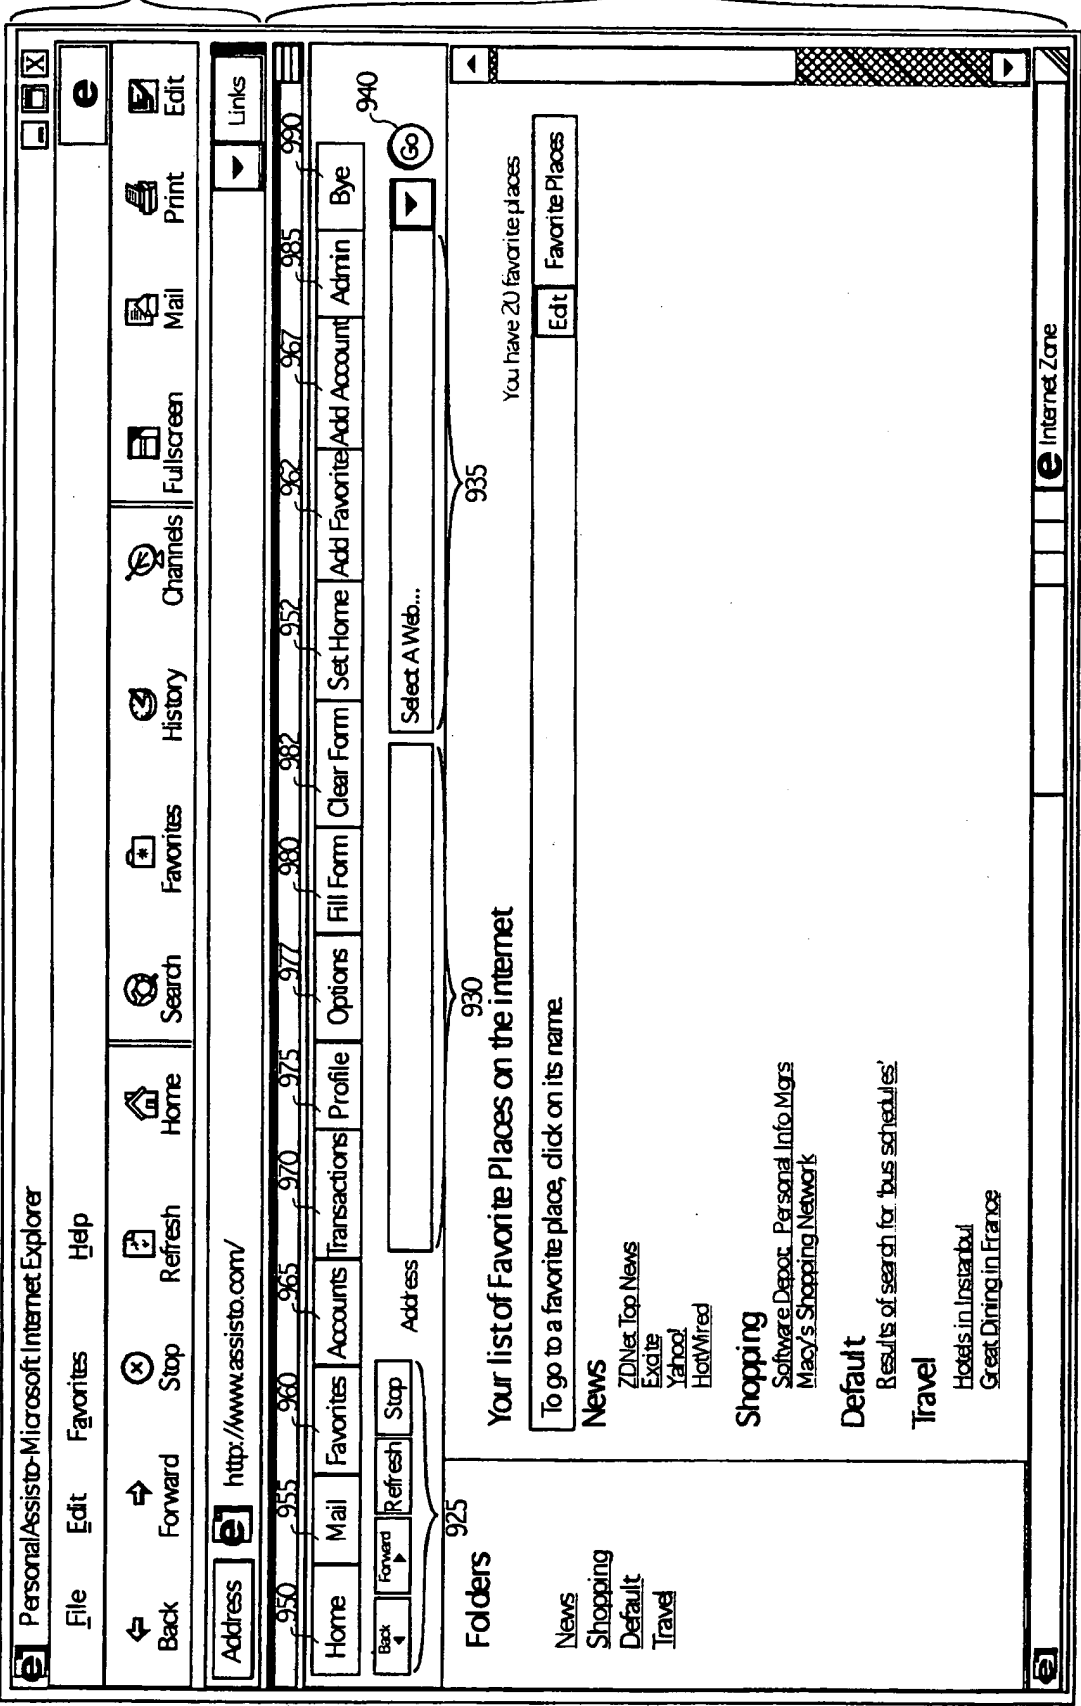 PersonalAssisto-Microsoft Internet Explorer
File Edit Favorites Help
Back Forward Stop Refresh Home Search Favorites History Channels Fullscreen Mail Print Edit
Address http://www.assisto.com/ Links
950 955 960 965 970 975 977 980 982 952 962 967 985 990
Home Mail Favorites Accounts Transactions Profile Options Fill Form Clear Form Set Home Add Favorite Add Account Admin Bye
Back Forward Refresh Stop Address Select A Web... Go 940
925 930 935
Folders
News
Shopping
Default
Travel
Your list of Favorite Places on the internet
You have 20 favorite places
To go to a favorite place, click on its name. Edit Favorite Places
News
ZDNet Top News
Excite
Yahoo!
HotWired
Shopping
Software Depot: Personal Info Mgrs
Macy's Shopping Network
Default
Results of search for 'bus schedules'
Travel
Hotels in Instanbul
Great Dining in France
Internet Zone